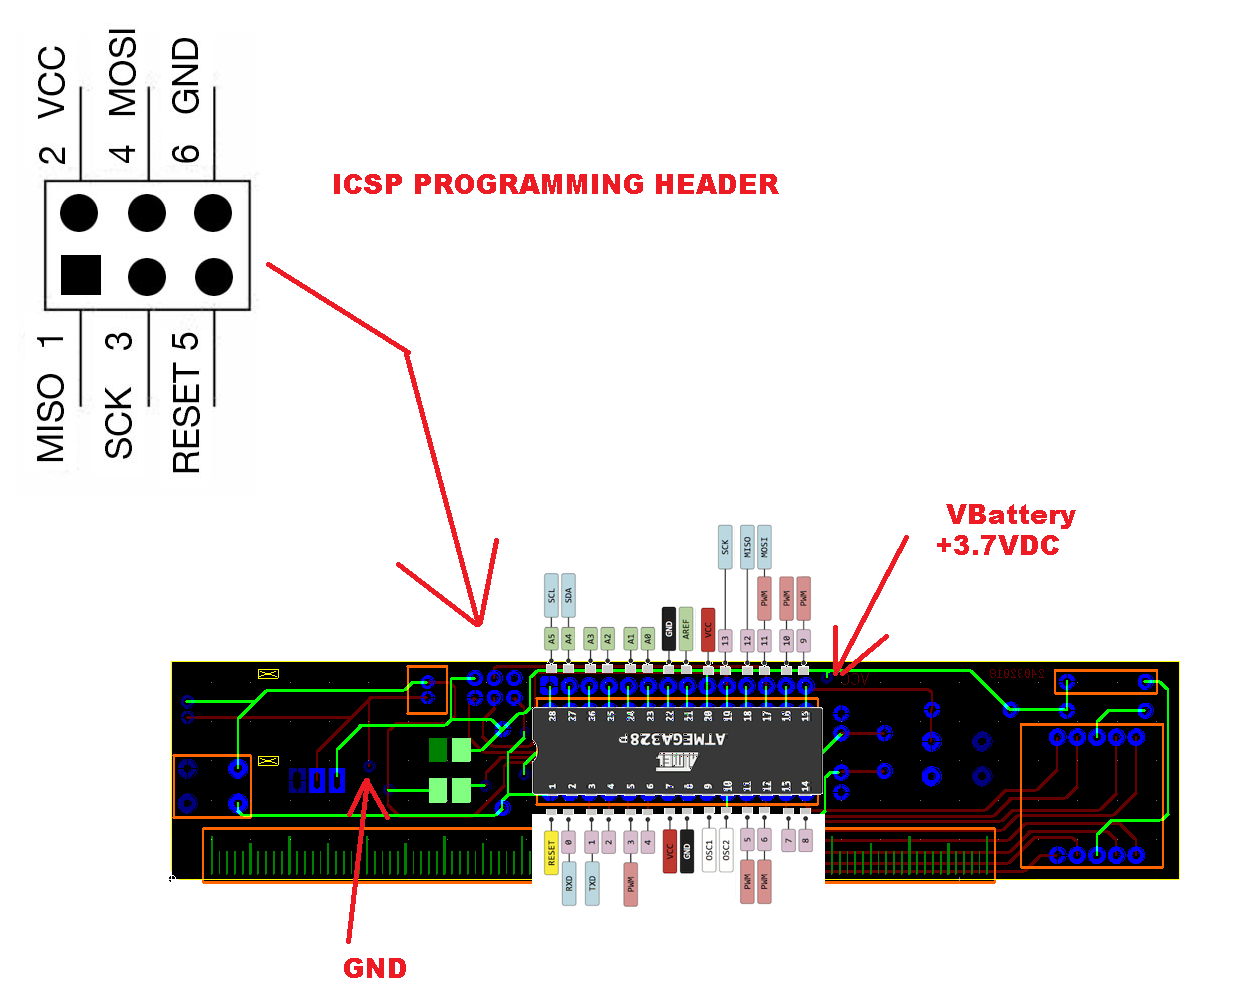 2 VCC
4 MOSI
6 GND
MISO 1
SCK 3
RESET 5
ICSP PROGRAMMING HEADER
VBattery
+3.7VDC
SCK
MISO
MOSI
SCL
SDA
PWM
PWM
PWM
A5
A4
A3
A2
A1
A0
GND
AREF
VCC
13
12
11
10
9
28 27 26 25 24 23 22 21 20 19 18 17 16 15
ATMEGA328P
ATMEL
1 2 3 4 5 6 7 8 9 10 11 12 13 14
RESET
0
1
2
3
4
VCC
GND
OSC1
OSC2
5
6
7
8
RXD
TXD
PWM
PWM
PWM
GND